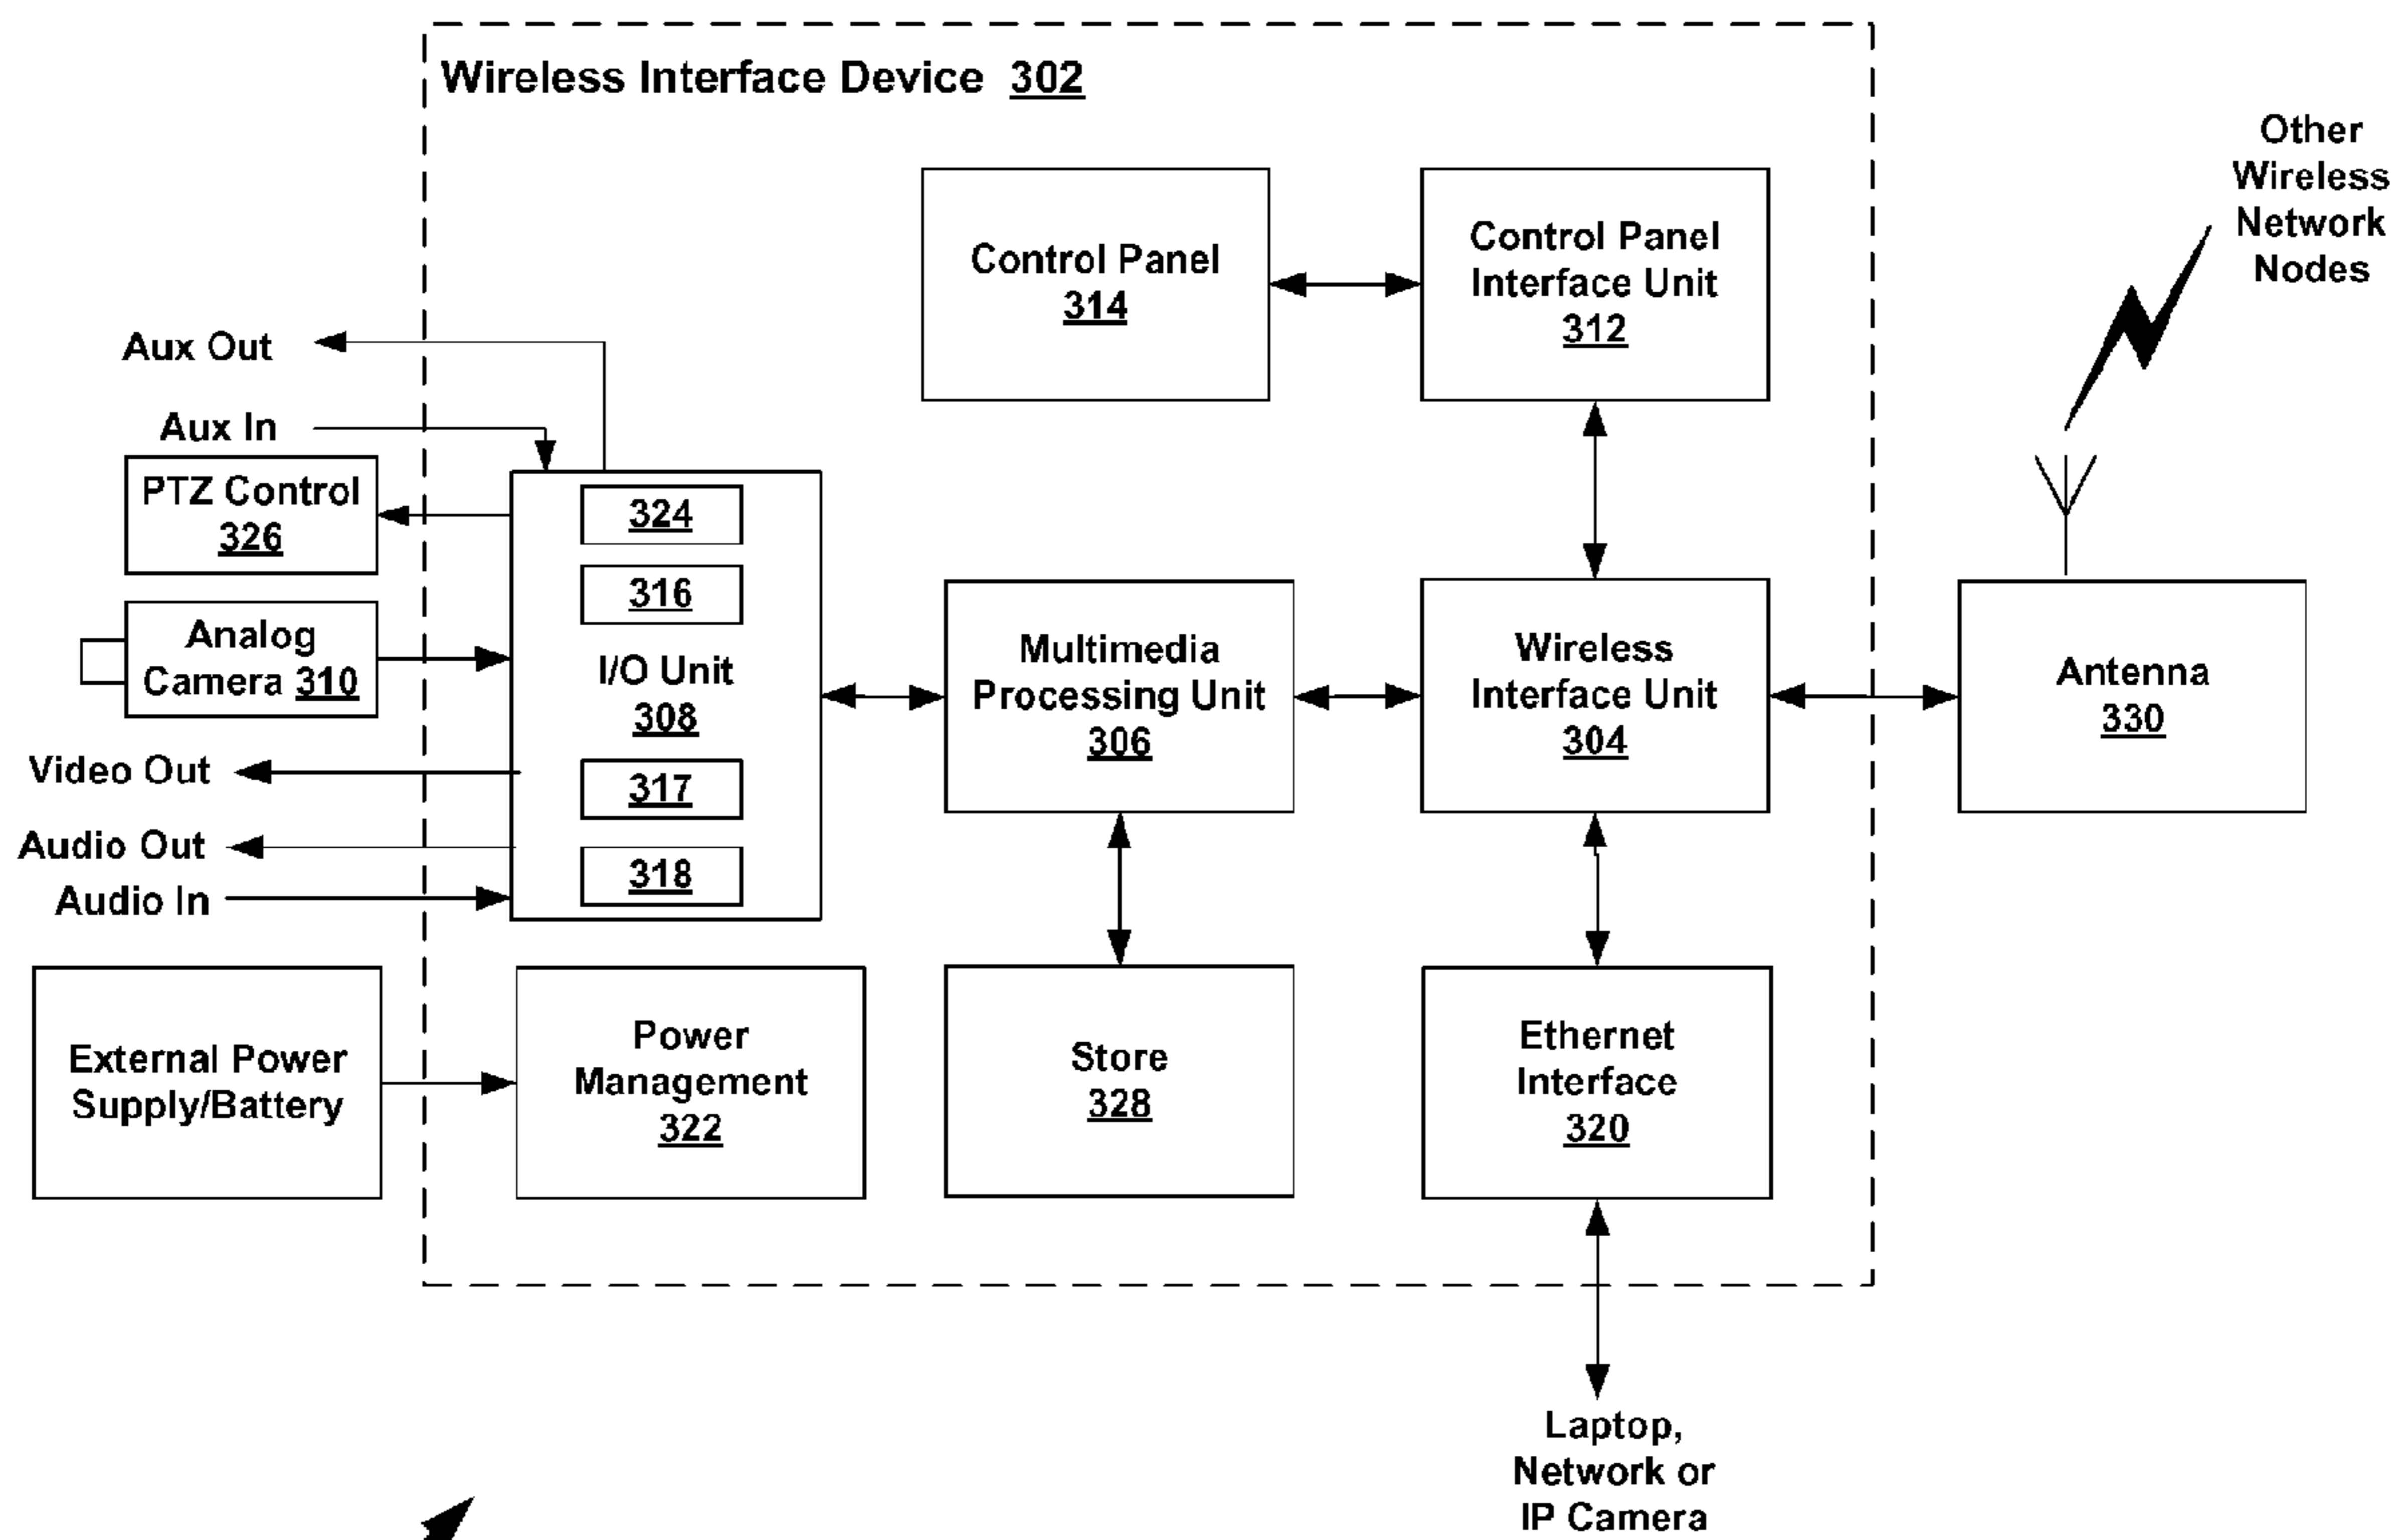 Wireless Interface Device 302
Other
Wireless
Network
Nodes
Control Panel
314
Control Panel
Interface Unit
312
Aux Out
Aux In
PTZ Control
326
Analog
Camera 310
Video Out
Audio Out
Audio In
324
316
I/O Unit
308
317
318
Multimedia
Processing Unit
306
Wireless
Interface Unit
304
Antenna
330
External Power
Supply/Battery
Power
Management
322
Store
328
Ethernet
Interface
320
Laptop,
Network or
IP Camera